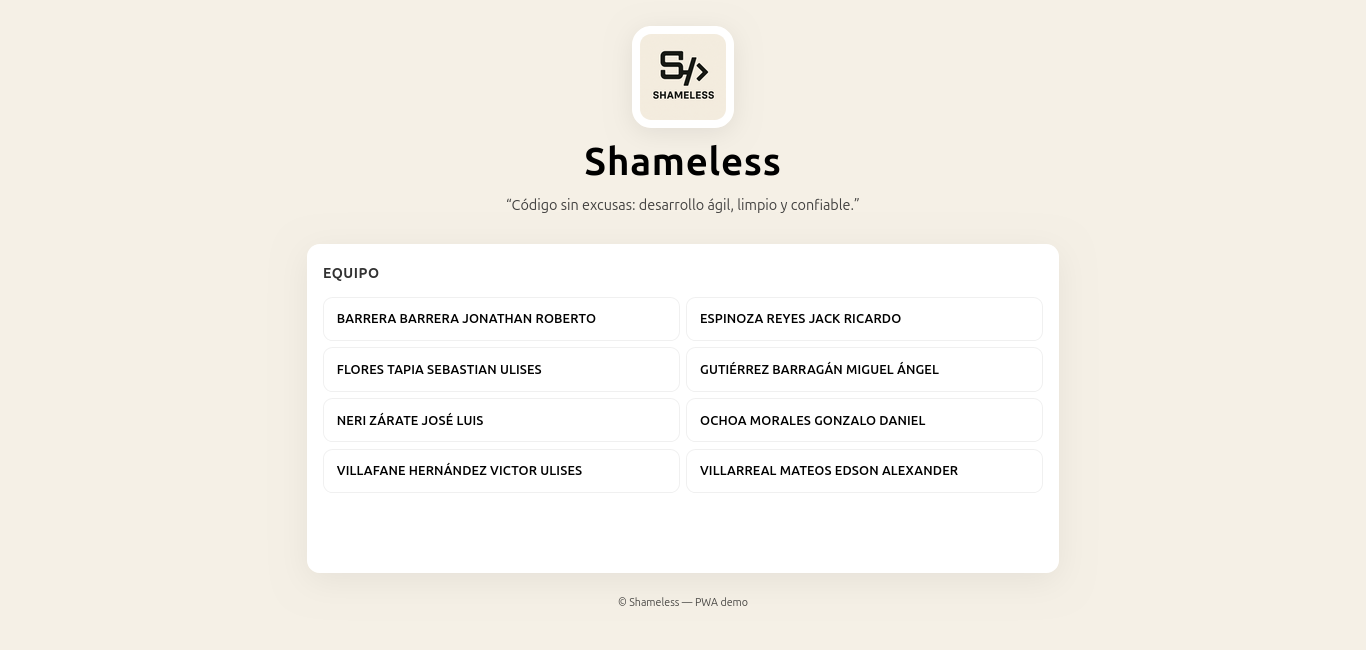 S/>
SHAMELESS
Shameless
“Código sin excusas: desarrollo ágil, limpio y confiable.”
EQUIPO
BARRERA BARRERA JONATHAN ROBERTO
ESPINOZA REYES JACK RICARDO
FLORES TAPIA SEBASTIAN ULISES
GUTIÉRREZ BARRAGÁN MIGUEL ÁNGEL
NERI ZÁRATE JOSÉ LUIS
OCHOA MORALES GONZALO DANIEL
VILLAFANE HERNÁNDEZ VICTOR ULISES
VILLARREAL MATEOS EDSON ALEXANDER
© Shameless — PWA demo